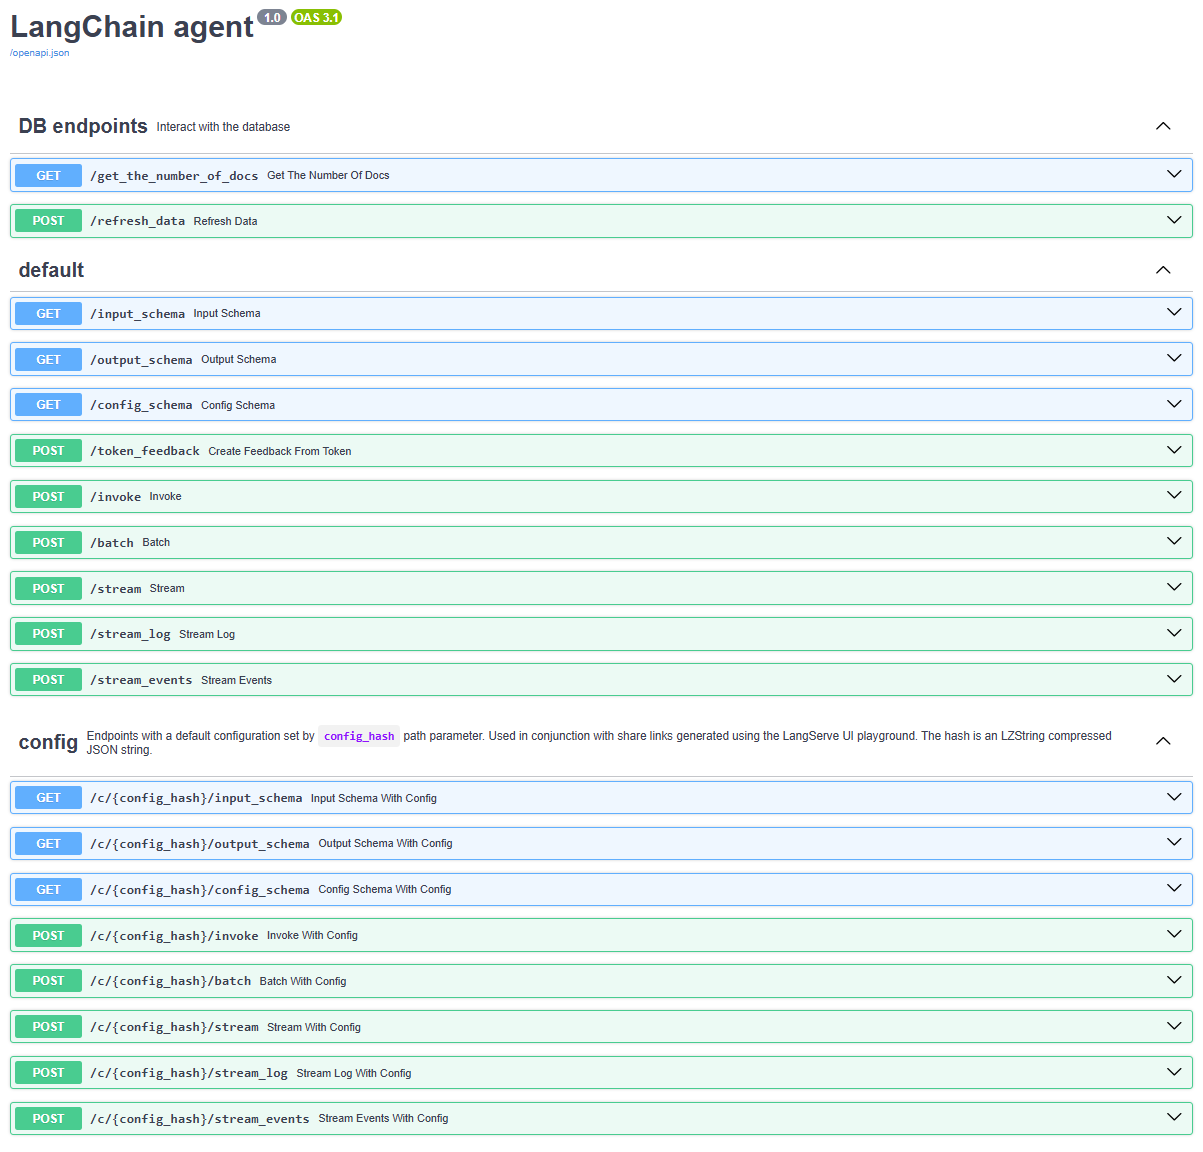 LangChain agent 1.0 OAS 3.1
/openapi.json
DB endpoints Interact with the database
GET /get_the_number_of_docs Get The Number Of Docs
POST /refresh_data Refresh Data
default
GET /input_schema Input Schema
GET /output_schema Output Schema
GET /config_schema Config Schema
POST /token_feedback Create Feedback From Token
POST /invoke Invoke
POST /batch Batch
POST /stream Stream
POST /stream_log Stream Log
POST /stream_events Stream Events
config Endpoints with a default configuration set by config_hash path parameter. Used in conjunction with share links generated using the LangServe UI playground. The hash is an LZString compressed
JSON string.
GET /c/{config_hash}/input_schema Input Schema With Config
GET /c/{config_hash}/output_schema Output Schema With Config
GET /c/{config_hash}/config_schema Config Schema With Config
POST /c/{config_hash}/invoke Invoke With Config
POST /c/{config_hash}/batch Batch With Config
POST /c/{config_hash}/stream Stream With Config
POST /c/{config_hash}/stream_log Stream Log With Config
POST /c/{config_hash}/stream_events Stream Events With Config